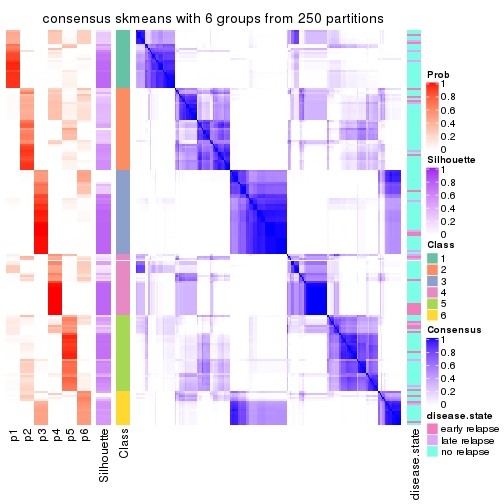 consensus skmeans with 6 groups from 250 partitions
Prob
1
0.8
0.6
0.4
0.2
0
Silhouette
1
0.8
0.6
0.4
0.2
0
Class
1
2
3
4
5
6
Consensus
1
0.8
0.6
0.4
0.2
0
disease.state
early relapse
late relapse
no relapse
p1
p2
p3
p4
p5
p6
Silhouette
Class
disease.state